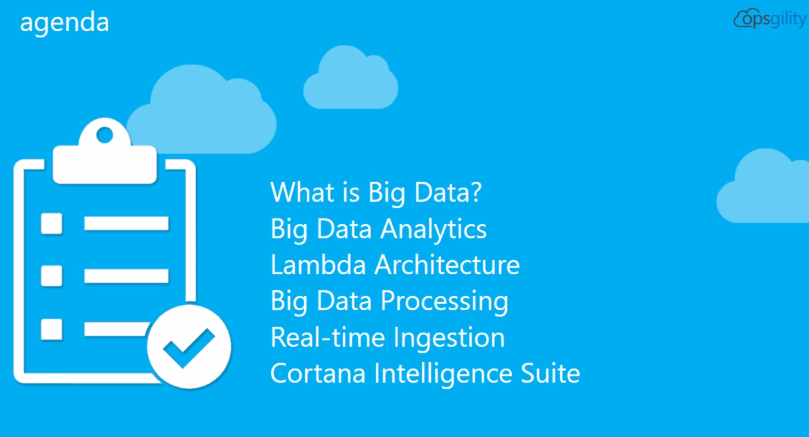 agenda
opsgility
What is Big Data?
Big Data Analytics
Lambda Architecture
Big Data Processing
Real-time Ingestion
Cortana Intelligence Suite